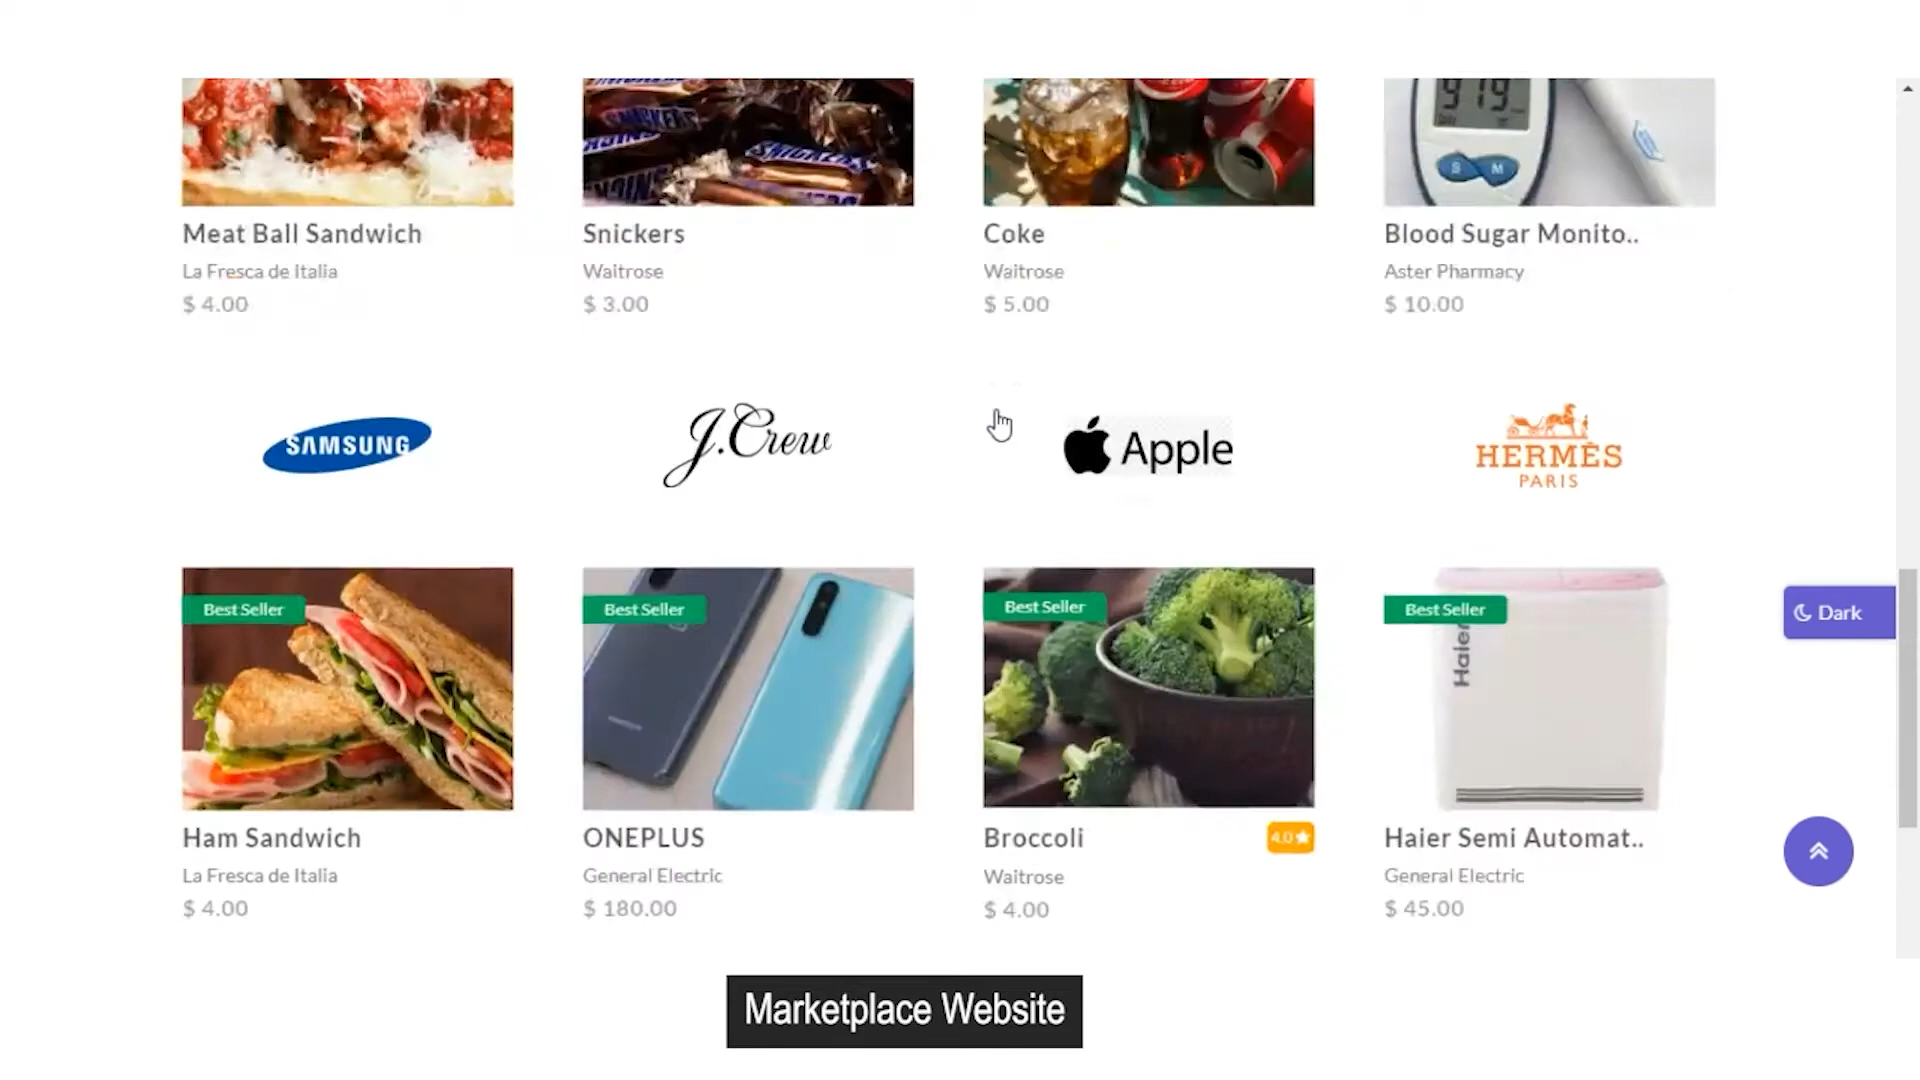 SNICKERS
S M
Meat Ball Sandwich
La Fresca de Italia
$ 4.00
Snickers
Waitrose
$ 3.00
Coke
Waitrose
$ 5.00
Blood Sugar Monito..
Aster Pharmacy
$ 10.00
SAMSUNG
J.Crew
Apple
HERMÈS
PARIS
Best Seller
Best Seller
Best Seller
Best Seller
Haier
Dark
Ham Sandwich
La Fresca de Italia
$ 4.00
ONEPLUS
General Electric
$ 180.00
Broccoli
4.0
Waitrose
$ 4.00
Haier Semi Automat..
General Electric
$ 45.00
Marketplace Website